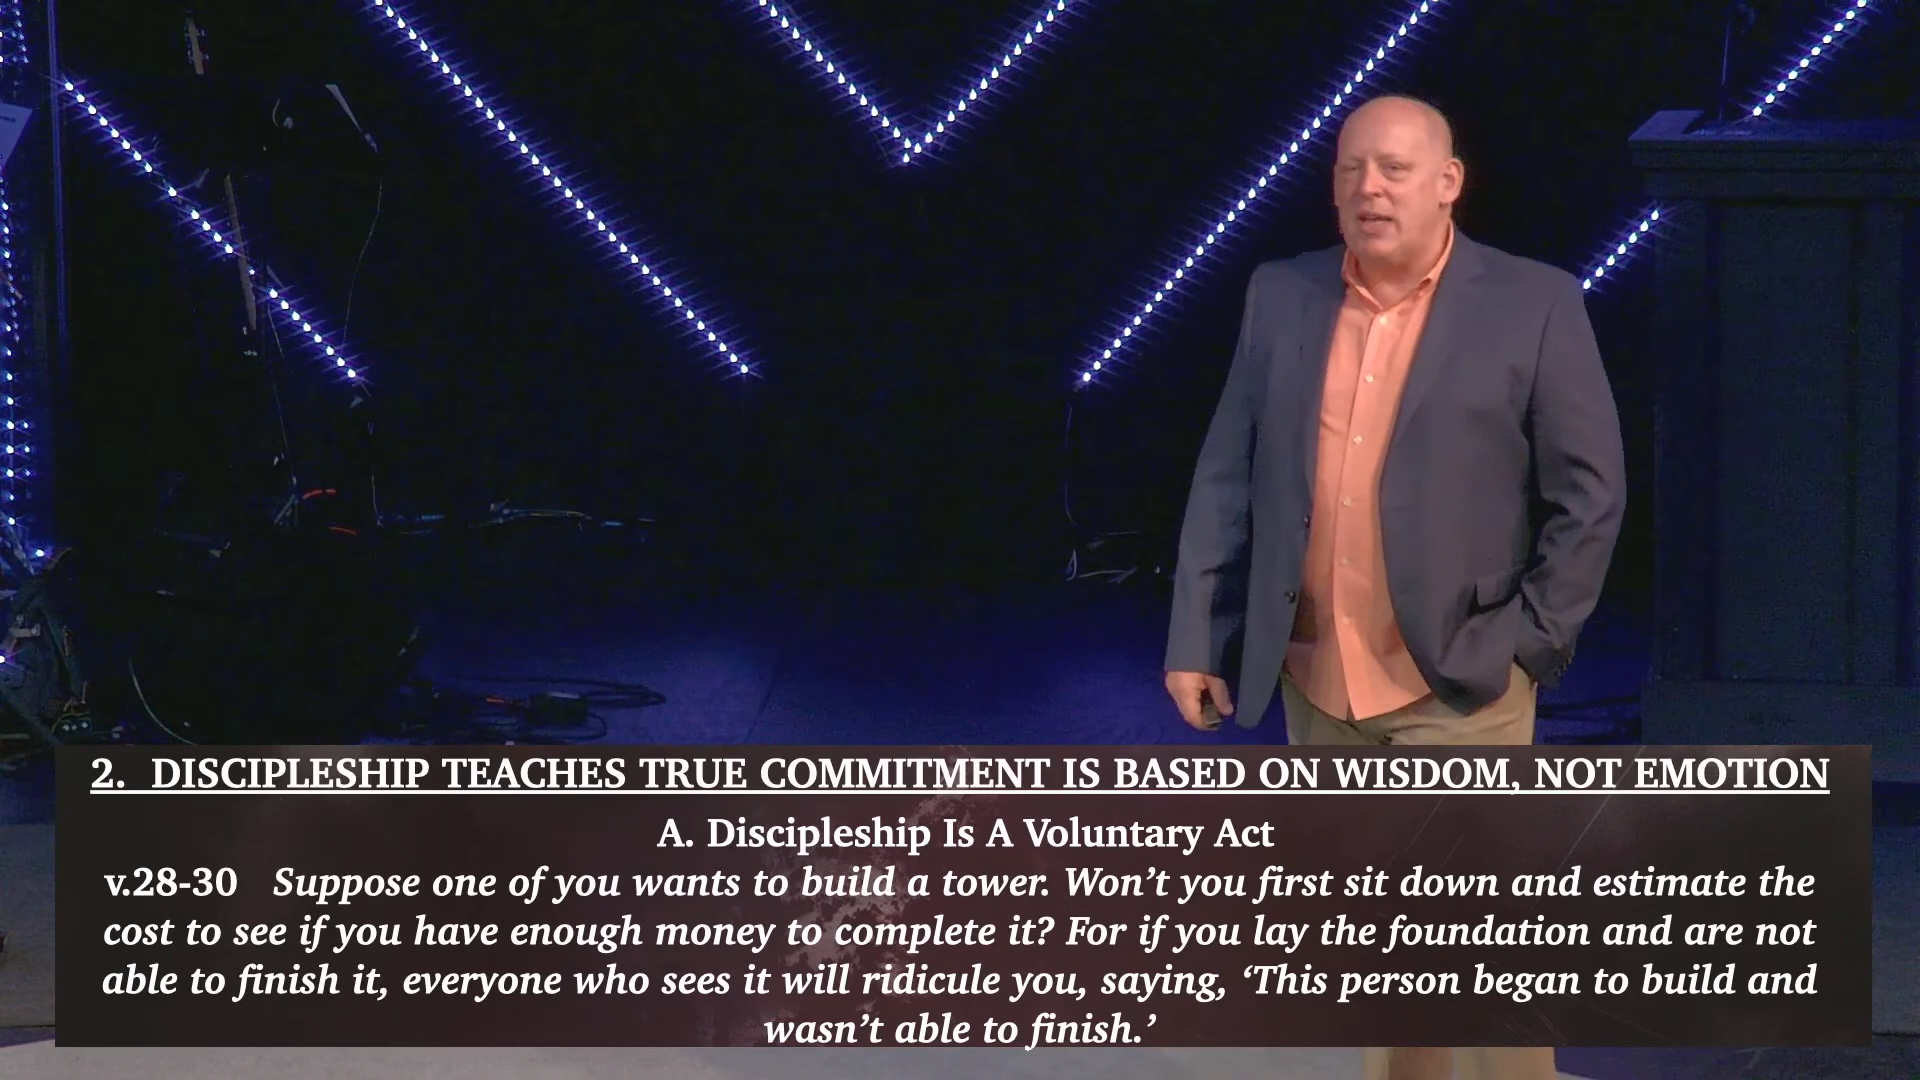 2.  DISCIPLESHIP TEACHES TRUE COMMITMENT IS BASED ON WISDOM, NOT EMOTION
A. Discipleship Is A Voluntary Act
v.28-30   Suppose one of you wants to build a tower. Won’t you first sit down and estimate the
cost to see if you have enough money to complete it? For if you lay the foundation and are not
able to finish it, everyone who sees it will ridicule you, saying, ‘This person began to build and
wasn’t able to finish.’